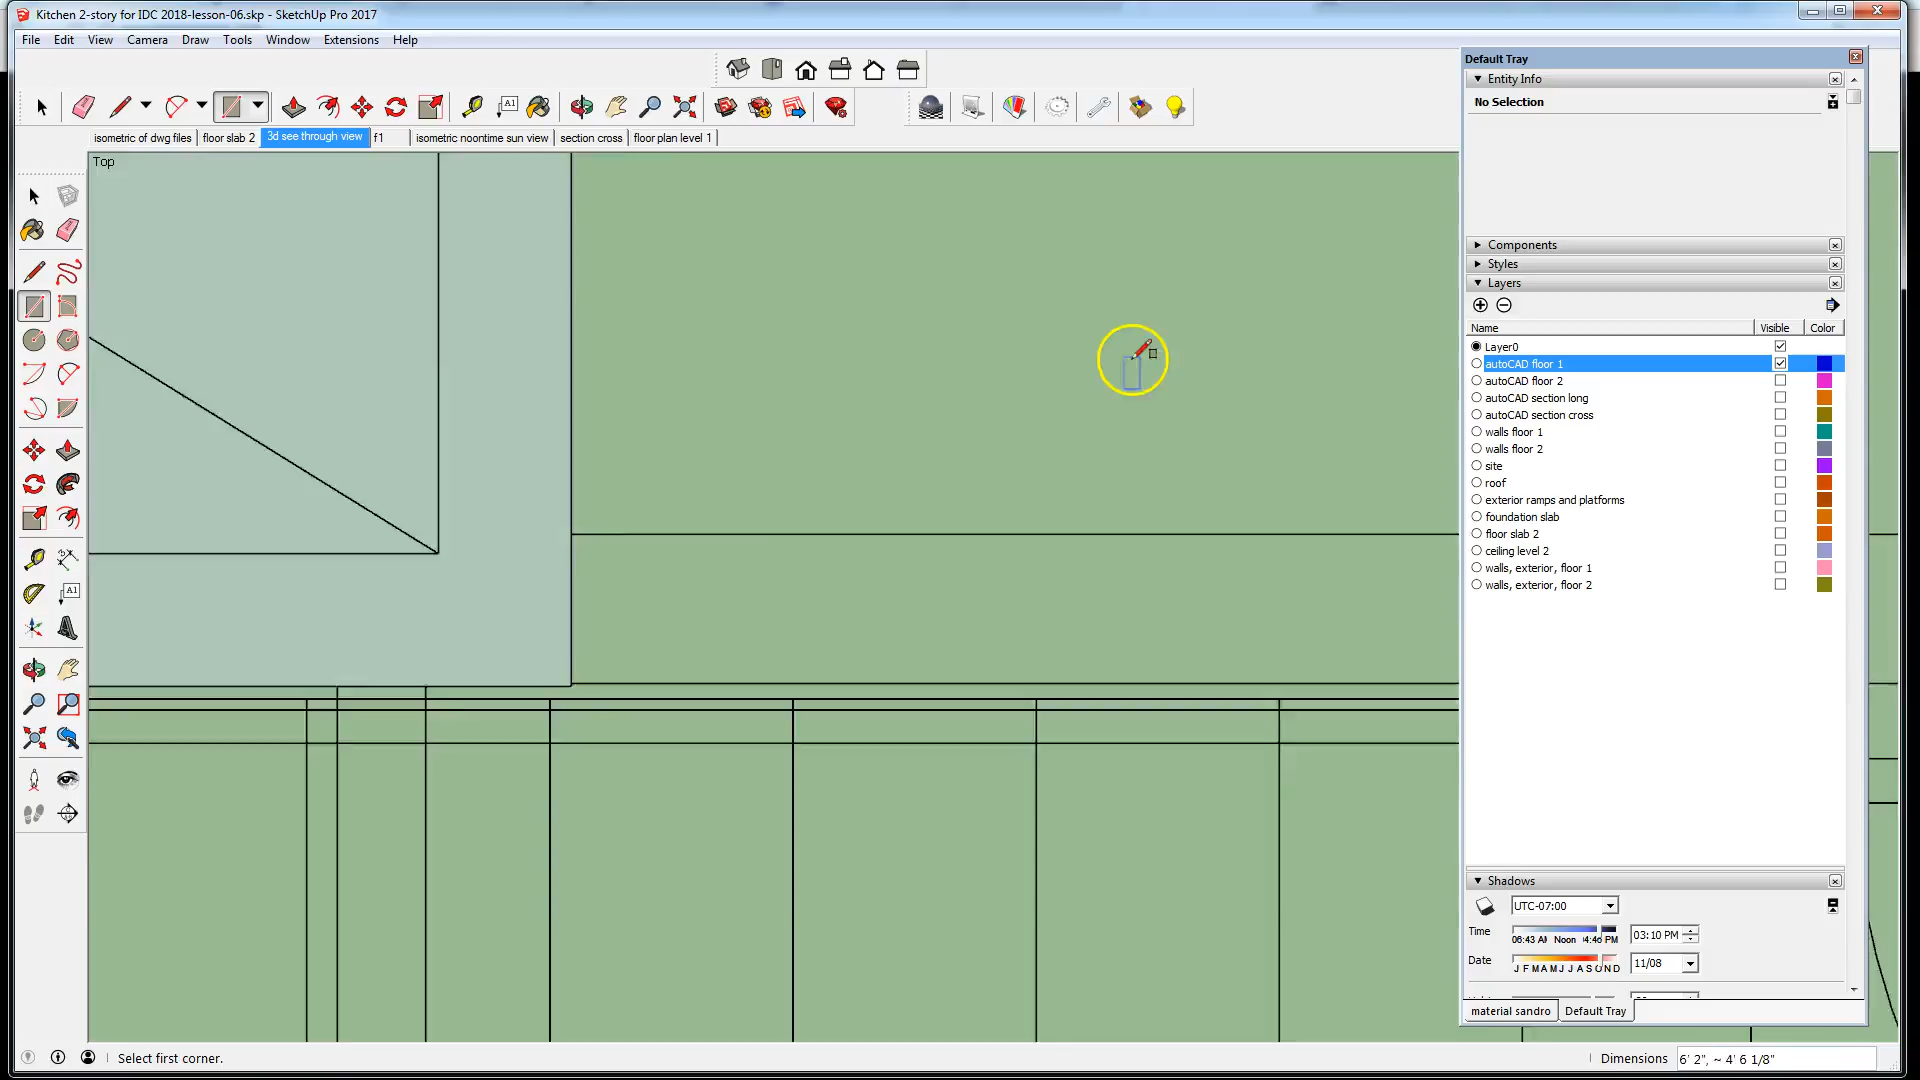 Kitchen 2-story for IDC 2018-lesson-06.skp - SketchUp Pro 2017
File Edit View Camera Draw Tools Window Extensions Help
Default Tray
Entity Info
No Selection
A1
isometric of dwg files floor slab 2 3d see through view f1 isometric noontime sun view section cross floor plan level 1
Top
Components
Styles
Layers
Name Visible Color
Layer0
autoCAD floor 1
autoCAD floor 2
autoCAD section long
autoCAD section cross
walls floor 1
walls floor 2
site
roof
exterior ramps and platforms
foundation slab
floor slab 2
ceiling level 2
walls, exterior, floor 1
walls, exterior, floor 2
A1
Shadows
UTC-07:00
Time 03:10 PM
06:43 Noon PM
Date 11/08
J F M A M J J A S O N D
material sandro Default Tray
Select first corner. Dimensions 6' 2", ~ 4' 6 1/8"